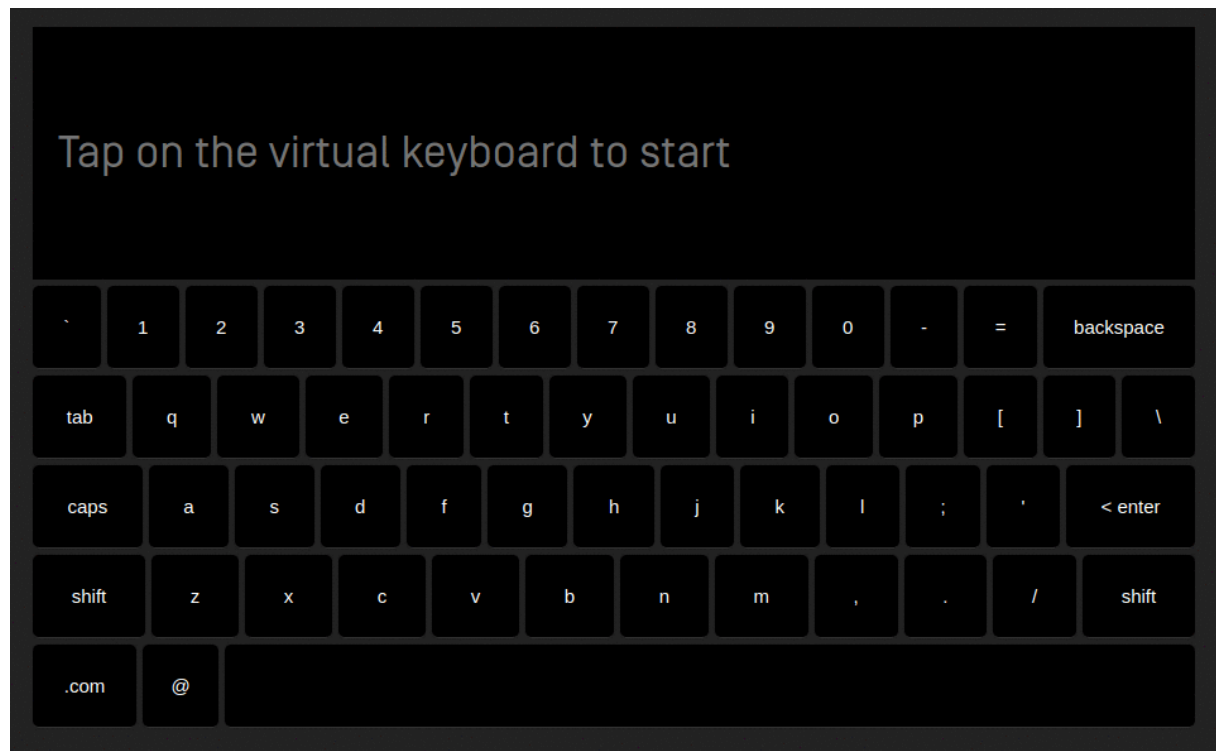 Tap on the virtual keyboard to start
` 1 2 3 4 5 6 7 8 9 0 - = backspace
tab q w e r t y u i o p [ ] \
caps a s d f g h j k l ; ' < enter
shift z x c v b n m , . / shift
.com @